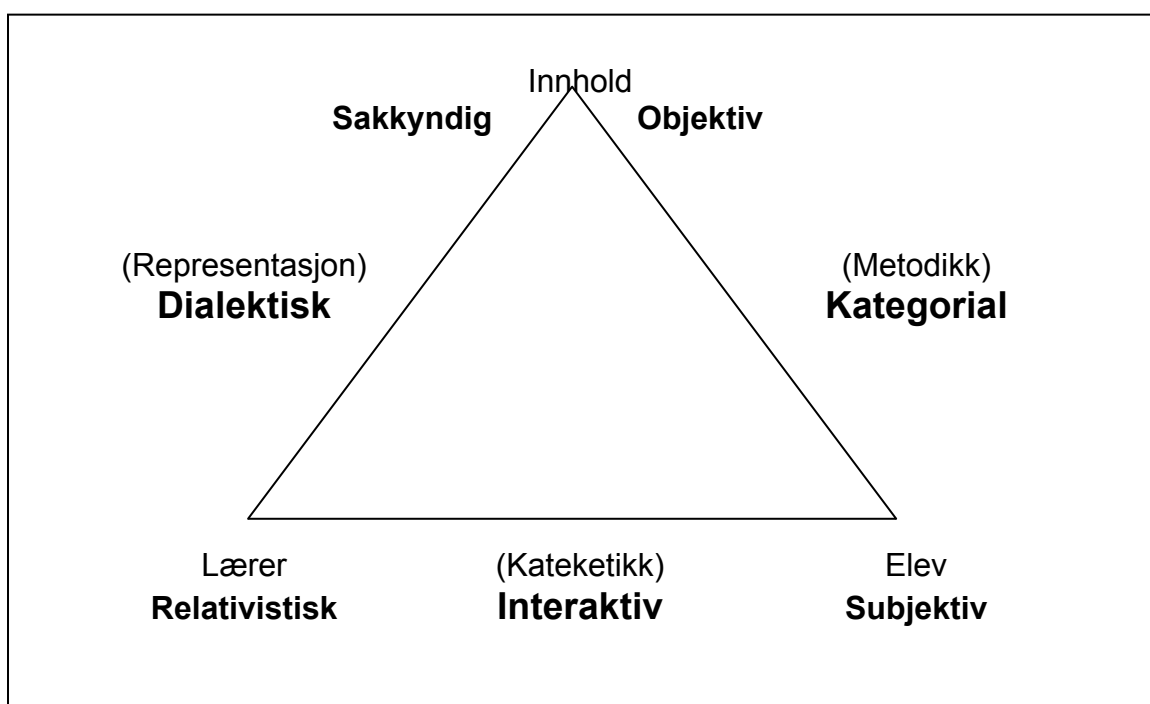 Innhold
Sakkyndig Objektiv
(Representasjon) (Metodikk)
Dialektisk Kategorial
Lærer (Kateketikk) Elev
Relativistisk Interaktiv Subjektiv